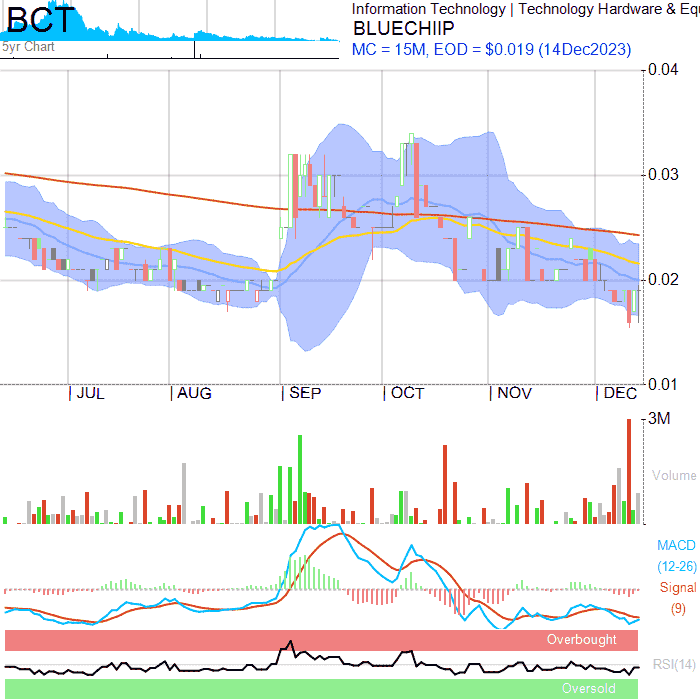 BCT
5yr Chart
Information Technology | Technology Hardware & Equ
BLUECHIIP
MC = 15M, EOD = $0.019 (14Dec2023)
0.04
0.03
0.02
0.01
JUL AUG SEP OCT NOV DEC
3M
Volume
MACD
(12-26)
Signal
(9)
Overbought
RSI(14)
Oversold